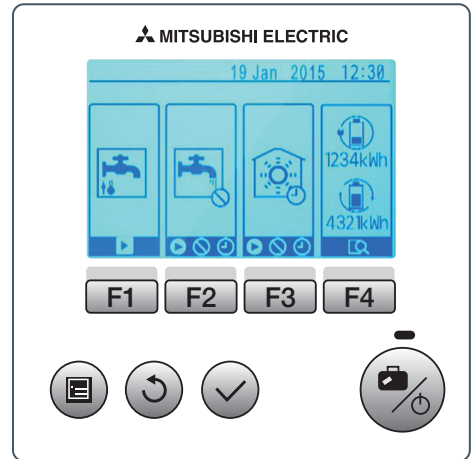 MITSUBISHI ELECTRIC
19 Jan 2015 12:30
1234kWh
4321kWh
F1 F2 F3 F4